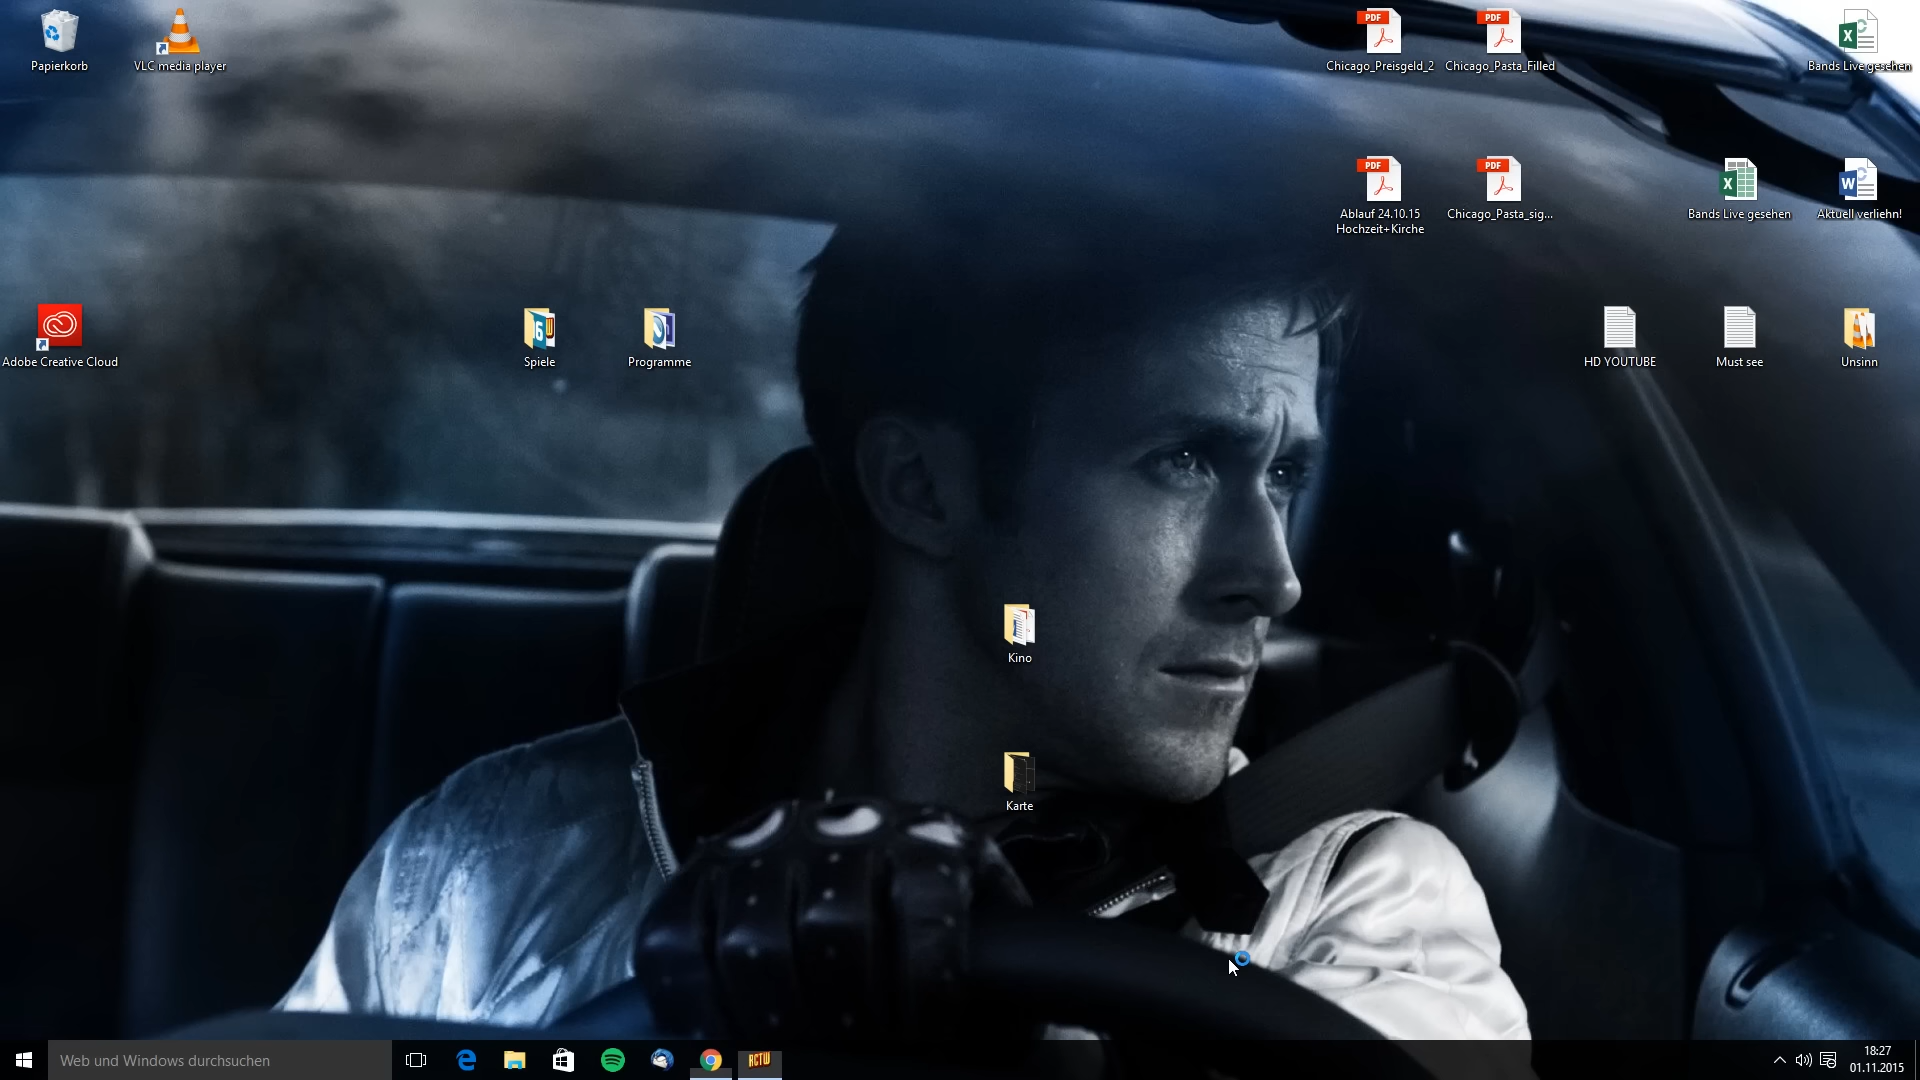 Papierkorb
VLC media player
PDF
Chicago_Preisgeld_2
PDF
Chicago_Pasta_Filled
Bands Live gesehen
PDF
Ablauf 24.10.15
Hochzeit+Kirche
PDF
Chicago_Pasta_sig...
Bands Live gesehen
Aktuell verliehn!
Adobe Creative Cloud
Spiele
Programme
HD YOUTUBE
Must see
Unsinn
Kino
Karte
Web und Windows durchsuchen
18:27
01.11.2015